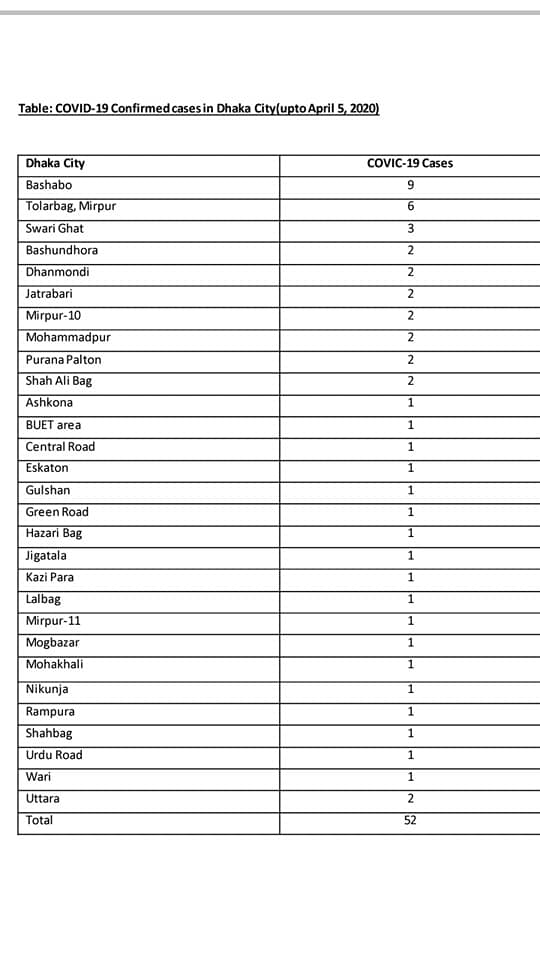 Table: COVID-19 Confirmed cases in Dhaka City(upto April 5, 2020)
Dhaka City COVIC-19 Cases
Bashabo 9
Tolarbag, Mirpur 6
Swari Ghat 3
Bashundhora 2
Dhanmondi 2
Jatrabari 2
Mirpur-10 2
Mohammadpur 2
Purana Palton 2
Shah Ali Bag 2
Ashkona 1
BUET area 1
Central Road 1
Eskaton 1
Gulshan 1
Green Road 1
Hazari Bag 1
Jigatala 1
Kazi Para 1
Lalbag 1
Mirpur-11 1
Mogbazar 1
Mohakhali 1
Nikunja 1
Rampura 1
Shahbag 1
Urdu Road 1
Wari 1
Uttara 2
Total 52